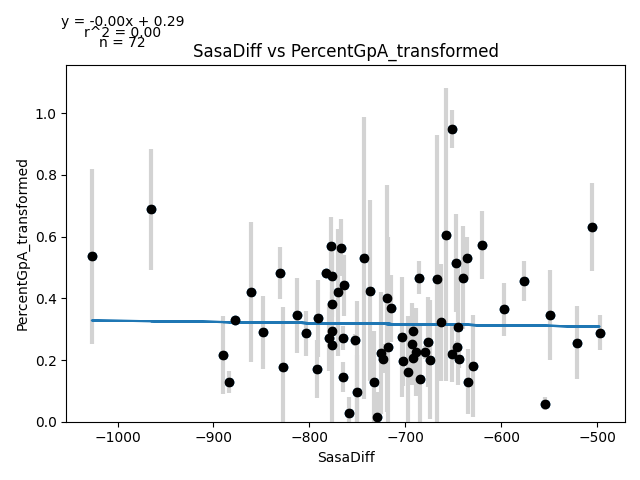 y = -0.00x + 0.29
r^2 = 0.00
n = 72
SasaDiff vs PercentGpA_transformed
1.0
0.8
0.6
0.4
0.2
0.0
PercentGpA_transformed
−1000
−900
−800
−700
−600
−500
SasaDiff